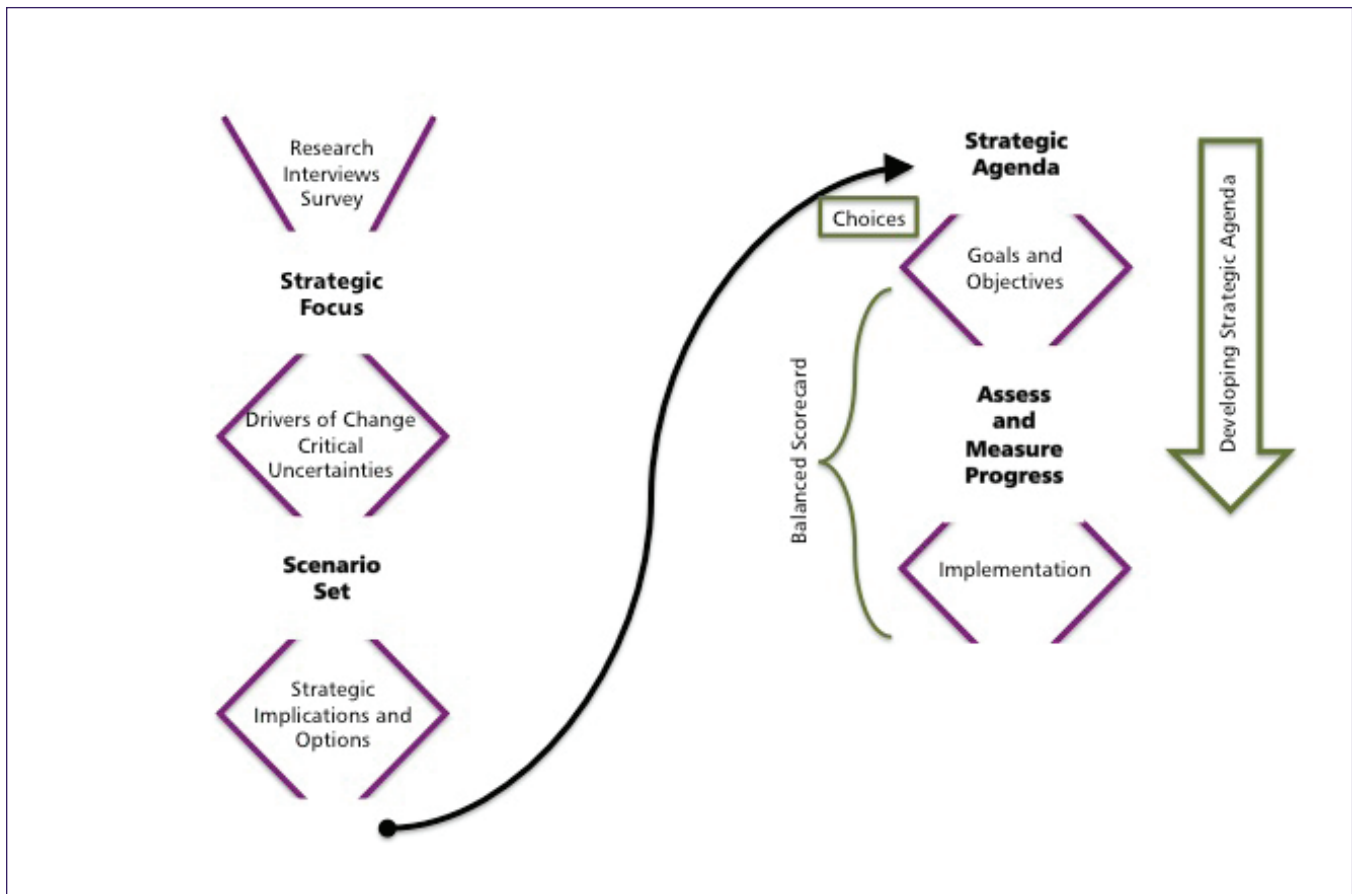 Research
Interviews
Survey
Strategic
Focus
Drivers of Change
Critical
Uncertainties
Scenario
Set
Strategic
Implications and
Options
Choices
Strategic
Agenda
Goals and
Objectives
Balanced Scorecard
Assess
and
Measure
Progress
Implementation
Developing Strategic Agenda